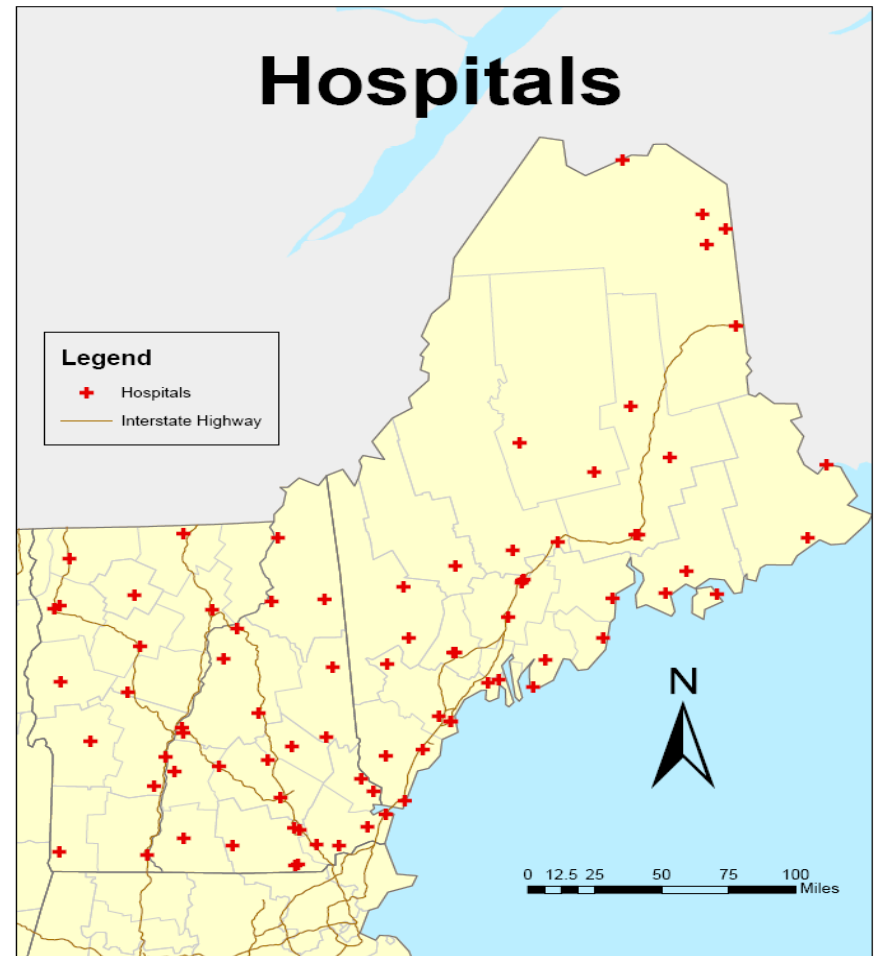 Hospitals
Legend
Hospitals
Interstate Highway
N
0 12.5 25 50 75 100
Miles